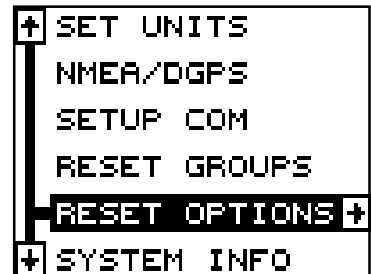 SET UNITS
NMEA/DGPS
SETUP COM
RESET GROUPS
RESET OPTIONS
SYSTEM INFO